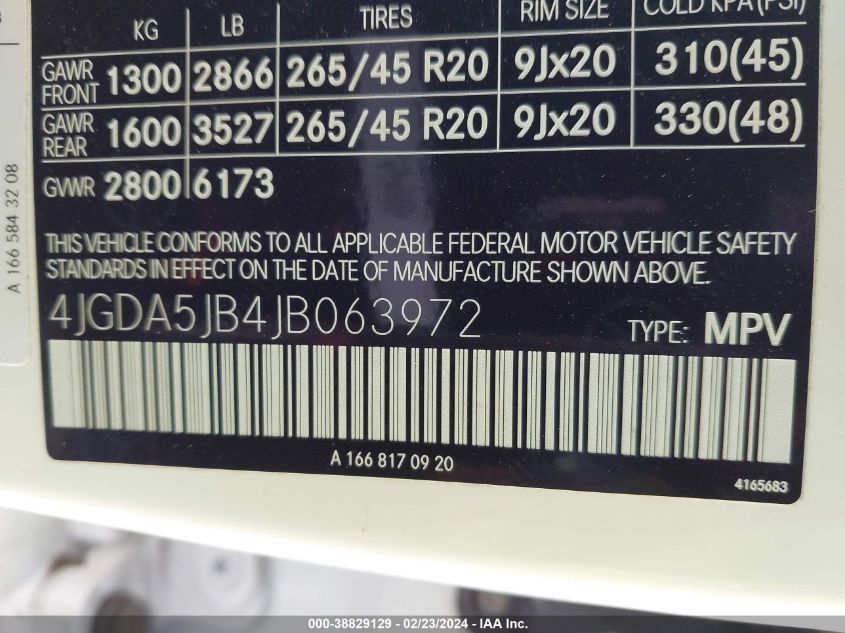 KG LB TIRES RIM SIZE COLD KPA (PSI)
GAWR FRONT 1300 2866 265/45 R20 9Jx20 310(45)
GAWR REAR 1600 3527 265/45 R20 9Jx20 330(48)
GVWR 2800 6173
THIS VEHICLE CONFORMS TO ALL APPLICABLE FEDERAL MOTOR VEHICLE SAFETY
STANDARDS IN EFFECT ON THE DATE OF MANUFACTURE SHOWN ABOVE.
4JGDA5JB4JB063972 TYPE: MPV
A 166 817 09 20
4165683
A 166 584 32 08
000-38829129 - 02/23/2024 - IAA Inc.